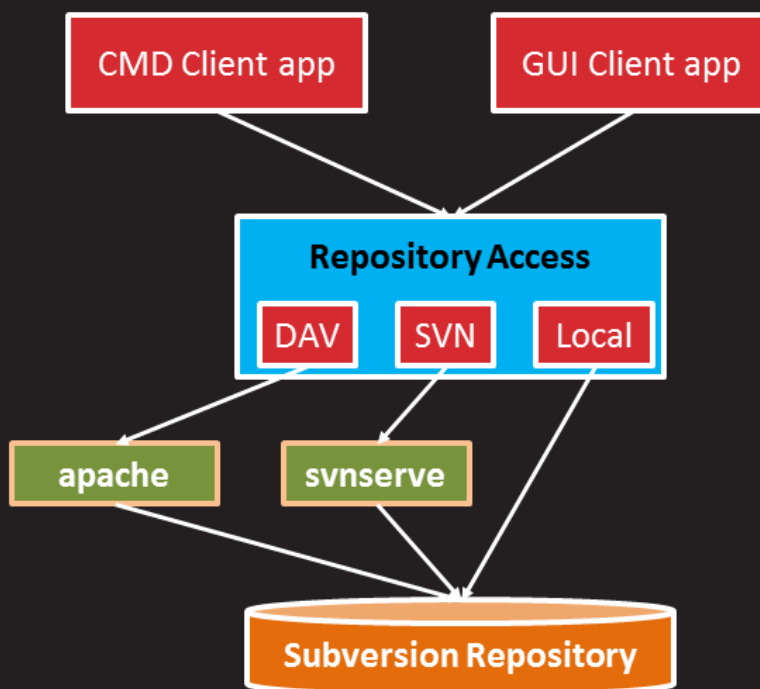 CMD Client app
GUI Client app
Repository Access
DAV
SVN
Local
apache
svnserve
Subversion Repository